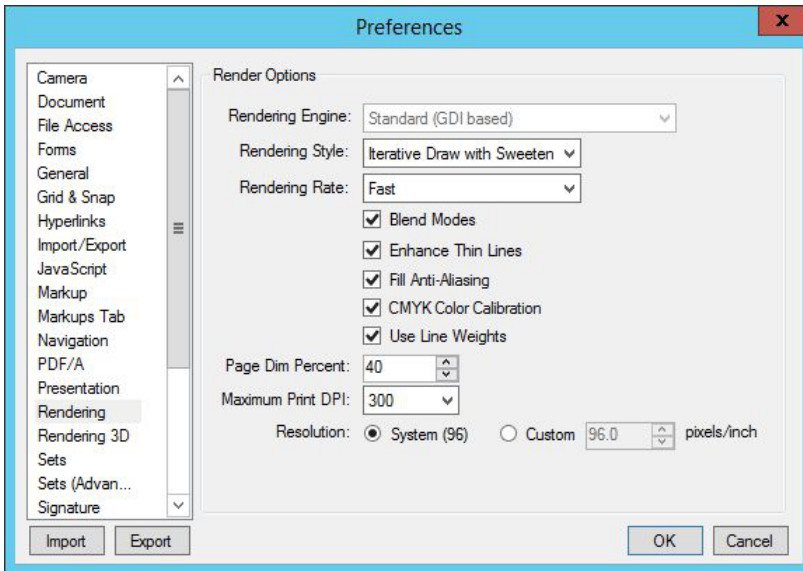 Preferences
x
Camera
Document
File Access
Forms
General
Grid & Snap
Hyperlinks
Import/Export
JavaScript
Markup
Markups Tab
Navigation
PDF/A
Presentation
Rendering
Rendering 3D
Sets
Sets (Advan...
Signature
Render Options
Rendering Engine: Standard (GDI based)
Rendering Style: Iterative Draw with Sweeten
Rendering Rate: Fast
Blend Modes
Enhance Thin Lines
Fill Anti-Aliasing
CMYK Color Calibration
Use Line Weights
Page Dim Percent: 40
Maximum Print DPI: 300
Resolution: System (96) Custom 96.0 pixels/inch
Import Export OK Cancel